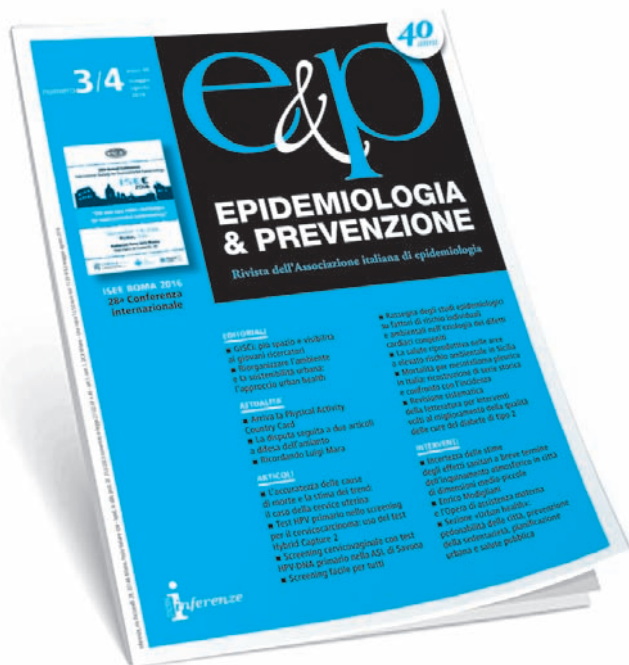 numero 3/4
40
anni
e&p
EPIDEMIOLOGIA
& PREVENZIONE
Rivista dell'Associazione italiana di epidemiologia
ISEE
ISEE ROMA 2016
28a Conferenza
internazionale
EDITORIALI
■ GISCi: più spazio e visibilità
ai giovani ricercatori
■ Riorganizzare l'ambiente
e la sostenibilità urbana:
l'approccio urban health
ATTUALITÀ
■ Arriva la Physical Activity
Country Card
■ La disputa seguita a due articoli
a difesa dell'amianto
■ Ricordando Luigi Mara
ARTICOLI
■ L'accuratezza delle cause
di morte e la stima dei trend:
il caso della cervice uterina
■ Test HPV primario nello screening
per il cervicocarcinoma: uso del test
Hybrid Capture 2
■ Screening cervicovaginale con test
HPV-DNA primario nella ASL di Savona
■ Screening facile per tutti
■ Rassegna degli studi epidemiologici
su fattori di rischio individuali
e ambientali nell'eziologia dei difetti
cardiaci congeniti
■ La salute riproduttiva nelle aree
a elevato rischio ambientale in Sicilia
■ Mortalità per mesotelioma pleurico
in Italia: ricostruzione di serie storica
e confronto con l'incidenza
■ Revisione sistematica
della letteratura per interventi
volti al miglioramento della qualità
delle cure del diabete di tipo 2
INTERVENTI
■ Incertezza delle stime
degli effetti sanitari a breve termine
dell'inquinamento atmosferico in città
di dimensioni medio-piccole
■ Enrico Modigliani
e l'Opera di assistenza materna
■ Sezione «Urban health»:
pedonabilità delle città, prevenzione
della sedentarietà, pianificazione
urbana e salute pubblica
inferenze